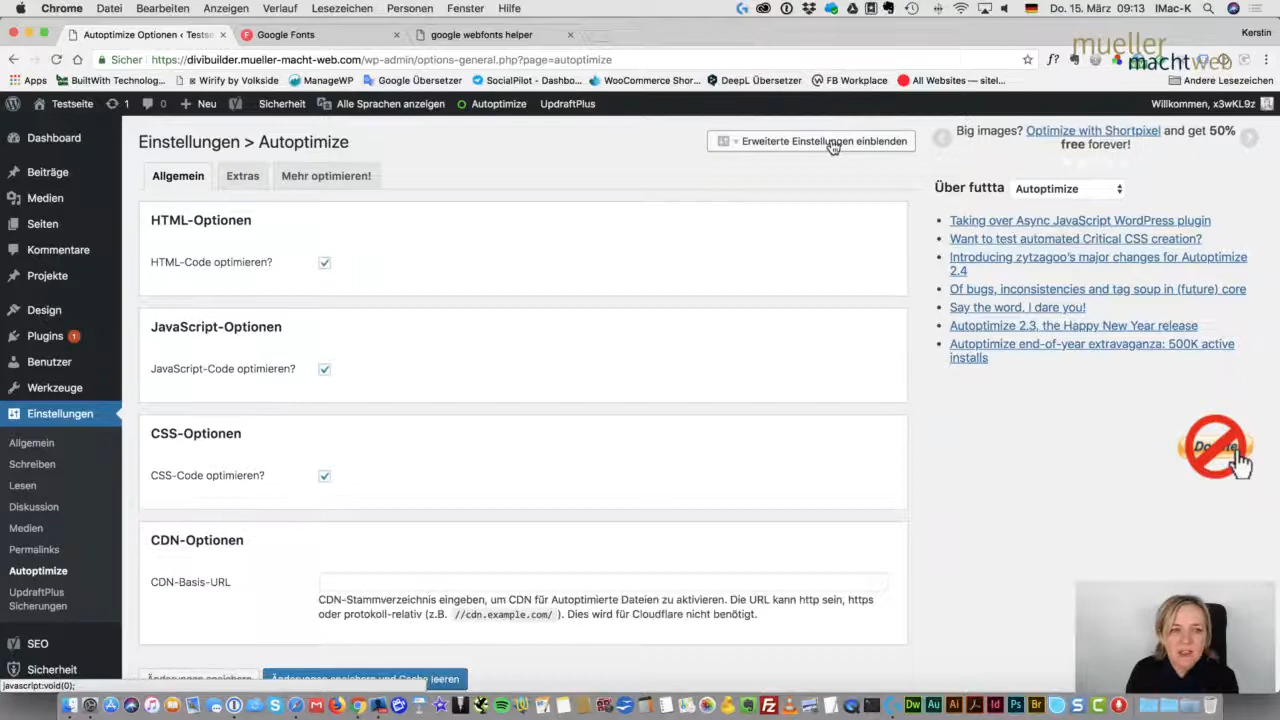 Chrome Datei Bearbeiten Anzeigen Verlauf Lesezeichen Personen Fenster Hilfe Do. 15. März 09:13 IMac-K
Autoptimize Optionen ‹ Testse Google Fonts google webfonts helper Kerstin
Sicher https://divibuilder.mueller-macht-web.com/wp-admin/options-general.php?page=autoptimize
mueller
macht web
Apps BuiltWith Technolog... Wirify by Volkside ManageWP Google Übersetzer SocialPilot - Dashbo... WooCommerce Shor... DeepL Übersetzer FB Workplace All Websites -- sitel... Andere Lesezeichen
Testseite 1 0 Neu Sicherheit Alle Sprachen anzeigen Autoptimize UpdraftPlus Willkommen, x3wKL9z
Dashboard
Beiträge
Medien
Seiten
Kommentare
Projekte
Design
Plugins 1
Benutzer
Werkzeuge
Einstellungen
Allgemein
Schreiben
Lesen
Diskussion
Medien
Permalinks
Autoptimize
UpdraftPlus
Sicherungen
SEO
Sicherheit
javascript:void(0);
Einstellungen > Autoptimize
Erweiterte Einstellungen einblenden
Allgemein Extras Mehr optimieren!
HTML-Optionen
HTML-Code optimieren?
JavaScript-Optionen
JavaScript-Code optimieren?
CSS-Optionen
CSS-Code optimieren?
CDN-Optionen
CDN-Basis-URL
CDN-Stammverzeichnis eingeben, um CDN für Autoptimierte Dateien zu aktivieren. Die URL kann http sein, https
oder protokoll-relativ (z.B. //cdn.example.com/ ). Dies wird für Cloudflare nicht benötigt.
Änderungen speichern Änderungen speichern und Cache leeren
Big images? Optimize with Shortpixel and get 50%
free forever!
Über futtta Autoptimize
Taking over Async JavaScript WordPress plugin
Want to test automated Critical CSS creation?
Introducing zytzagoo's major changes for Autoptimize
2.4
Of bugs, inconsistencies and tag soup in (future) core
Say the word, I dare you!
Autoptimize 2.3, the Happy New Year release
Autoptimize end-of-year extravaganza: 500K active
installs
Donate
Dw Au Ai Id Ps Br